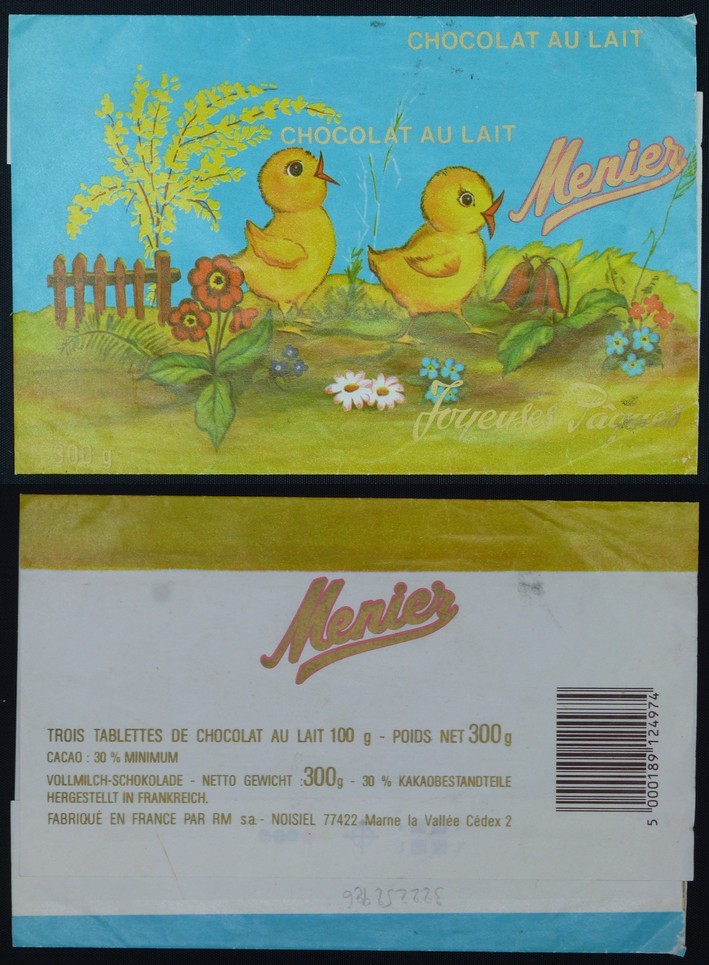 CHOCOLAT AU LAIT
CHOCOLAT AU LAIT
Menier
Joyeuses Pâques
300 g
Menier
TROIS TABLETTES DE CHOCOLAT AU LAIT 100 g - POIDS NET 300 g
CACAO : 30 % MINIMUM
VOLLMILCH-SCHOKOLADE - NETTO GEWICHT : 300 g - 30 % KAKAOBESTANDTEILE
HERGESTELLT IN FRANKREICH.
FABRIQUÉ EN FRANCE PAR RM s.a - NOISIEL 77422 Marne la Vallée Cédex 2
5 000189 124974